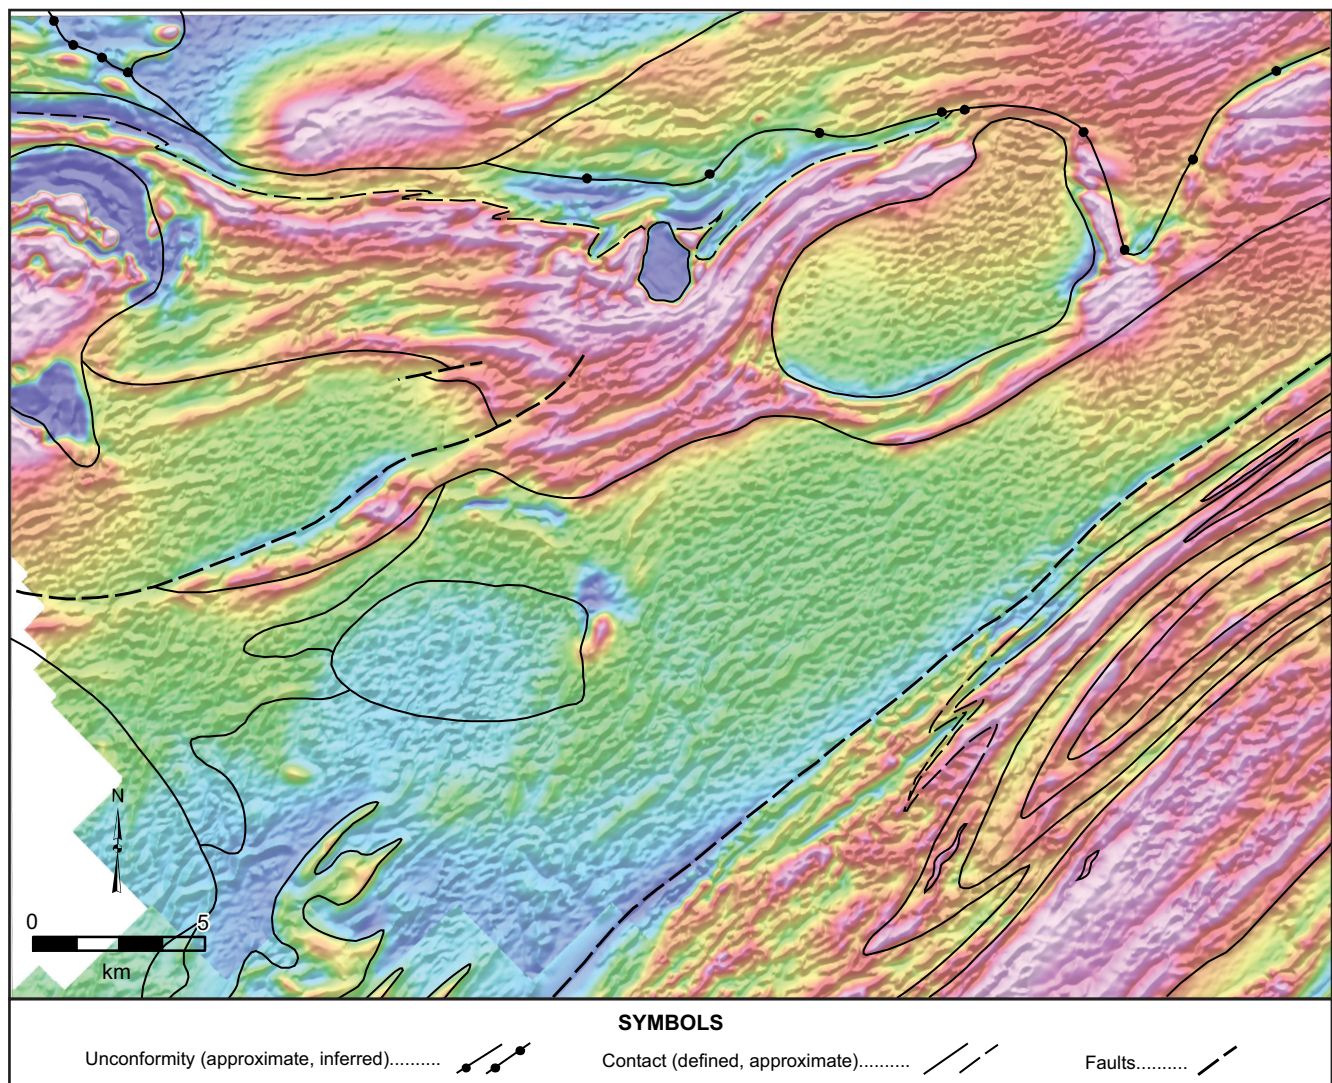 N
0 5
km
SYMBOLS
Unconformity (approximate, inferred).......... Contact (defined, approximate).......... Faults..........